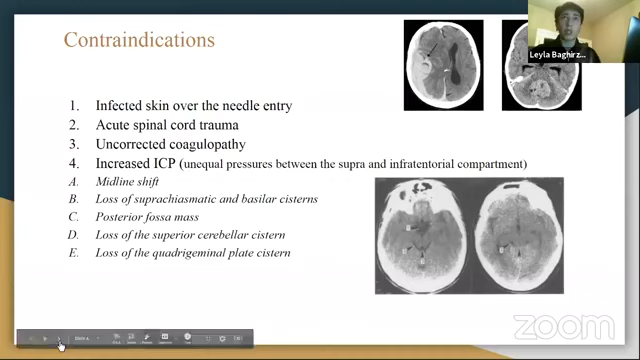 Contraindications
Leyla Baghirz...
1. Infected skin over the needle entry
2. Acute spinal cord trauma
3. Uncorrected coagulopathy
4. Increased ICP (unequal pressures between the supra and infratentorial compartment)
A. Midline shift
B. Loss of suprachiasmatic and basilar cisterns
C. Posterior fossa mass
D. Loss of the superior cerebellar cistern
E. Loss of the quadrigeminal plate cistern
zoom